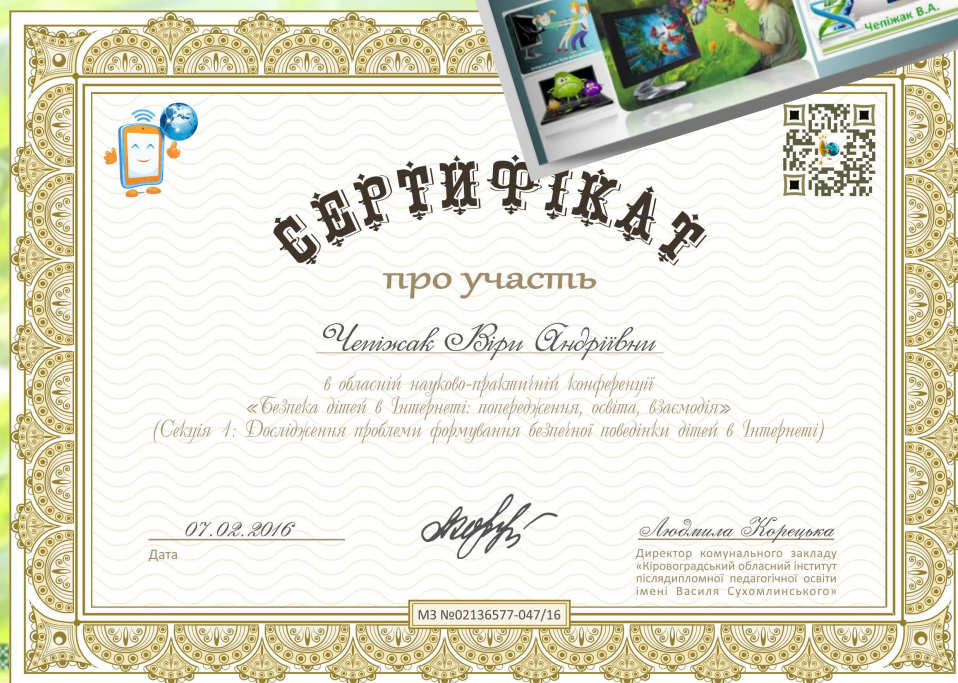 Чепіжак В.А.
СЕРТИФІКАТ
про участь
Чепіжак Віри Андріївни
в обласній науково-практичній конференції
«Безпека дітей в Інтернеті: попередження, освіта, взаємодія»
(Секція 1: Дослідження проблеми формування безпечної поведінки дітей в Інтернеті)
07.02.2016
Дата
Людмила Корецька
Директор комунального закладу
«Кіровоградський обласний інститут
післядипломної педагогічної освіти
імені Василя Сухомлинського»
МЗ №02136577-047/16